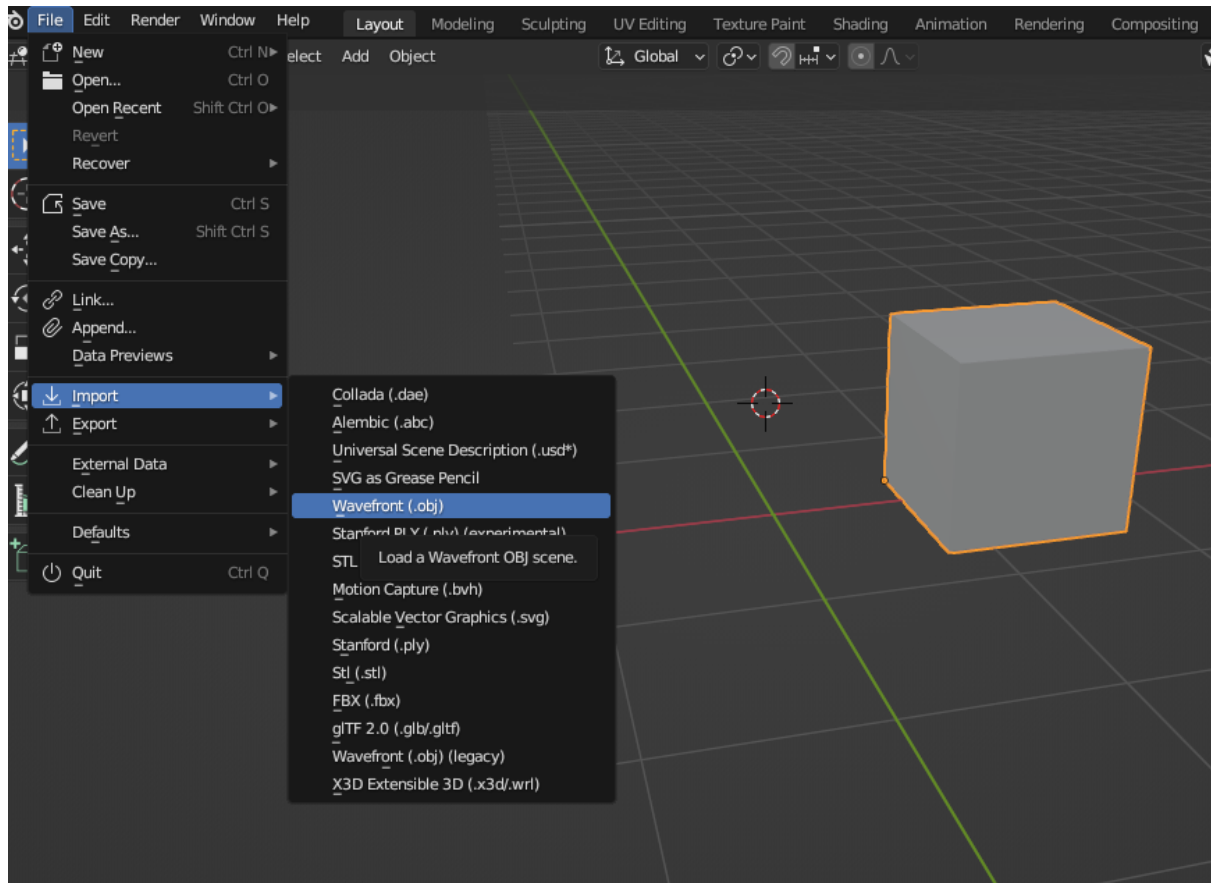 File Edit Render Window Help Layout Modeling Sculpting UV Editing Texture Paint Shading Animation Rendering Compositing
New Ctrl N
elect Add Object Global
Open... Ctrl O
Open Recent Shift Ctrl O
Revert
Recover
Save Ctrl S
Save As... Shift Ctrl S
Save Copy...
Link...
Append...
Data Previews
Import
Export
External Data
Clean Up
Defaults
Quit Ctrl Q
Collada (.dae)
Alembic (.abc)
Universal Scene Description (.usd*)
SVG as Grease Pencil
Wavefront (.obj)
Stanford PLY (.ply) (experimental)
STL
Load a Wavefront OBJ scene.
Motion Capture (.bvh)
Scalable Vector Graphics (.svg)
Stanford (.ply)
Stl (.stl)
FBX (.fbx)
glTF 2.0 (.glb/.gltf)
Wavefront (.obj) (legacy)
X3D Extensible 3D (.x3d/.wrl)